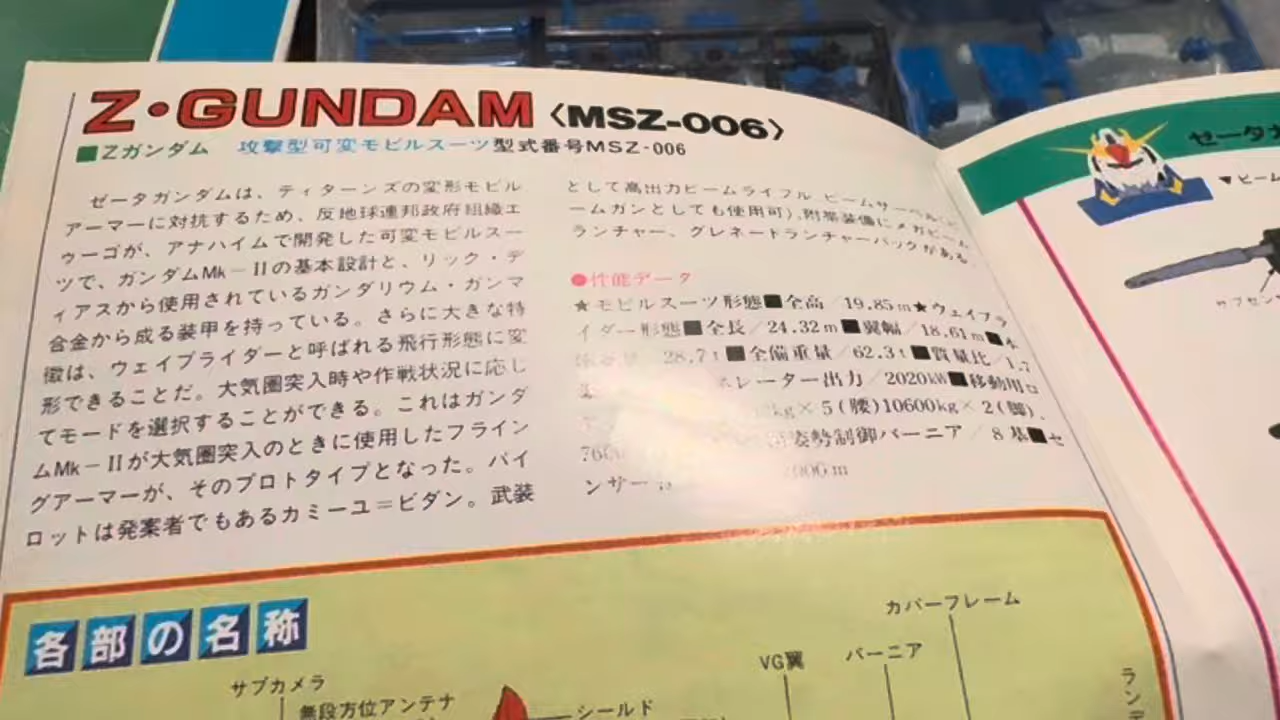 Z・GUNDAM〈MSZ-006〉
■Zガンダム 攻撃型可変モビルスーツ型式番号MSZ・006
ゼータガンダムは、ティターンズの変形モビル
アーマーに対抗するため、反地球連邦政府組織エ
ゥーゴが、アナハイムで開発した可変モビルスー
ツで、ガンダムMk－IIの基本設計と、リック・デ
ィアスから使用されているガンダリウム・ガンマ
合金から成る装甲を持っている。さらに大きな特
徴は、ウェイブライダーと呼ばれる飛行形態に変
形できることだ。大気圏突入時や作戦状況に応じ
てモードを選択することができる。これはガンダ
ムMk－IIが大気圏突入のときに使用したフライン
グアーマーが、そのプロトタイプとなった。パイ
ロットは発案者でもあるカミーユ＝ビダン。武装
として高出力ビームライフル、ビームサーベル(ビ
ームガンとしても使用可)、附帯装備にメガビーム
ランチャー、グレネードランチャーパックがある。
●性能データ
★モビルスーツ形態■全高／19.85m★ウェイブラ
イダー形態■全長／24.32m■翼幅／18.61m■本
28.7t■全備重量／62.3t■質量比／1.7
レーター出力／2020kW■移動用ロ
kg×5(腰)10600kg×2(脚)、
姿勢制御バーニア／8基■セ
ンサー
各部の名称
サブカメラ
無段方位アンテナ
シールド
VG翼
バーニア
カバーフレーム
ランデ
ゼータガ
▼ビーム